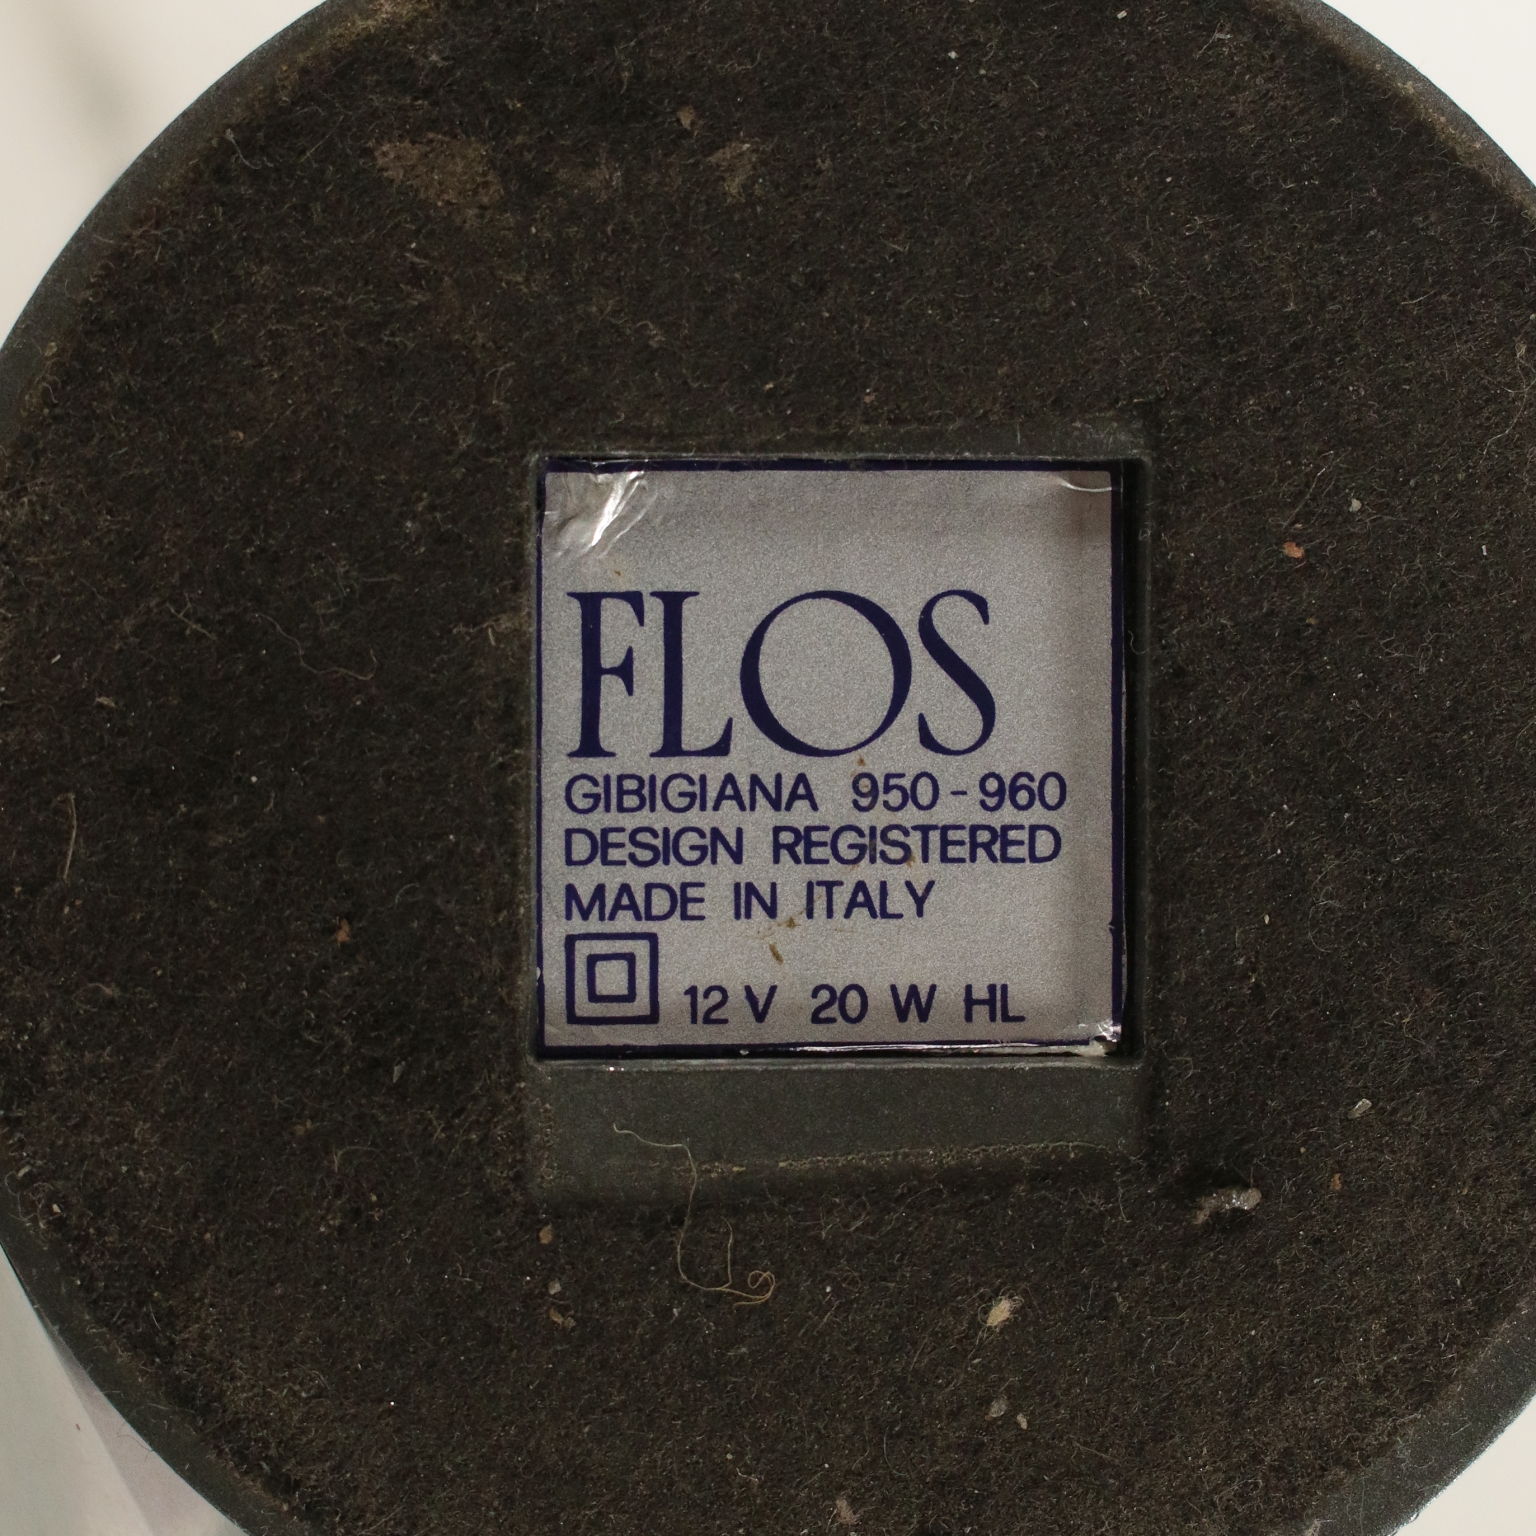 FLOS
GIBIGIANA 950-960
DESIGN REGISTERED
MADE IN ITALY
12 V 20 W HL